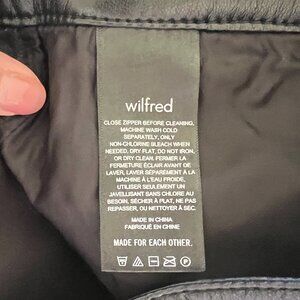 wilfred
CLOSE ZIPPER BEFORE CLEANING.
MACHINE WASH COLD
SEPARATELY, ONLY
NON-CHLORINE BLEACH WHEN
NEEDED, DRY FLAT, DO NOT IRON,
OR DRY CLEAN. FERMER LA
FERMETURE ÉCLAIR AVANT DE
LAVER, LAVER SÉPARÉMENT À LA
MACHINE À L'EAU FROIDE,
UTILISER SEULEMENT UN
JAVELLISANT SANS CHLORE AU
BESOIN, SÉCHER À PLAT, NE PAS
REPASSER, OU NETTOYER À SEC.
MADE IN CHINA
FABRIQUÉ EN CHINE
MADE FOR EACH OTHER.